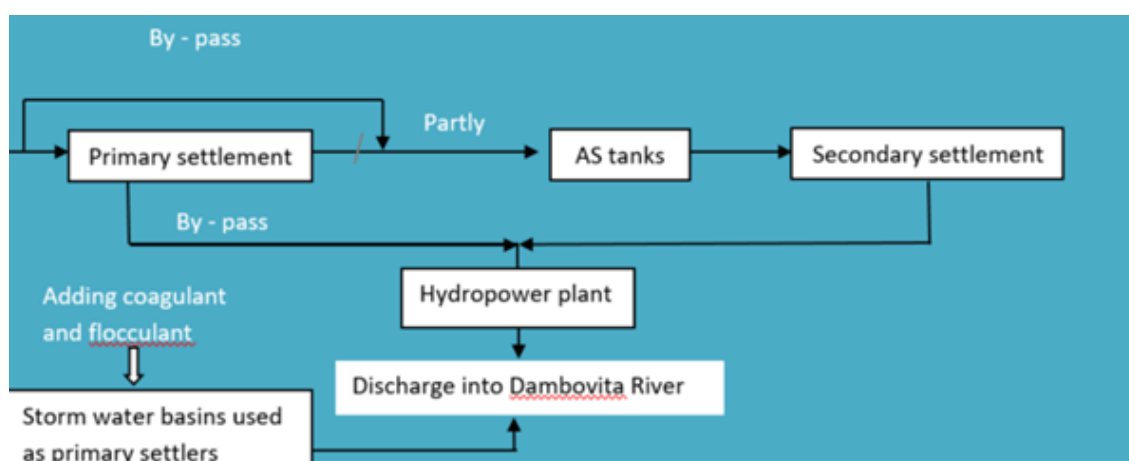 By - pass
Partly
Primary settlement
AS tanks
Secondary settlement
By - pass
Hydropower plant
Adding coagulant
and flocculant
Discharge into Dambovita River
Storm water basins used
as primary settlers